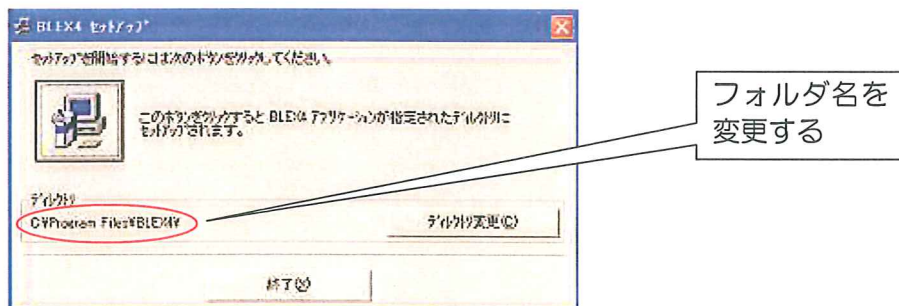 BLEX4 ｾｯﾄｱｯﾌﾟ
ｾｯﾄｱｯﾌﾟを開始するには次のﾎﾞﾀﾝをｸﾘｯｸしてください。
このﾎﾞﾀﾝをｸﾘｯｸすると BLEX4 ｱﾌﾟﾘｹｰｼｮﾝが指定されたﾃﾞｨﾚｸﾄﾘに
ｾｯﾄｱｯﾌﾟされます。
ﾃﾞｨﾚｸﾄﾘ
C:¥Program Files¥BLEX4¥
ﾃﾞｨﾚｸﾄﾘ変更(C)
終了(X)
フォルダ名を
変更する